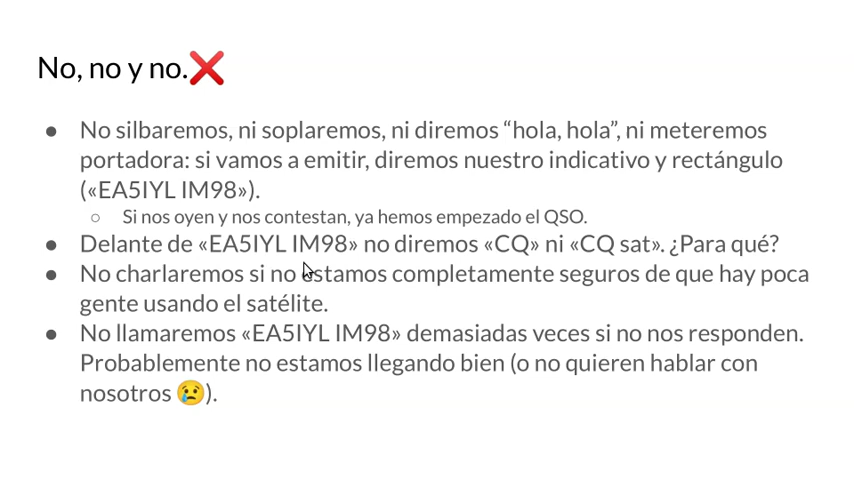 No, no y no.❌
● No silbaremos, ni soplaremos, ni diremos “hola, hola”, ni meteremos
portadora: si vamos a emitir, diremos nuestro indicativo y rectángulo
(«EA5IYL IM98»).
○ Si nos oyen y nos contestan, ya hemos empezado el QSO.
● Delante de «EA5IYL IM98» no diremos «CQ» ni «CQ sat». ¿Para qué?
● No charlaremos si no estamos completamente seguros de que hay poca
gente usando el satélite.
● No llamaremos «EA5IYL IM98» demasiadas veces si no nos responden.
Probablemente no estamos llegando bien (o no quieren hablar con
nosotros 😢).